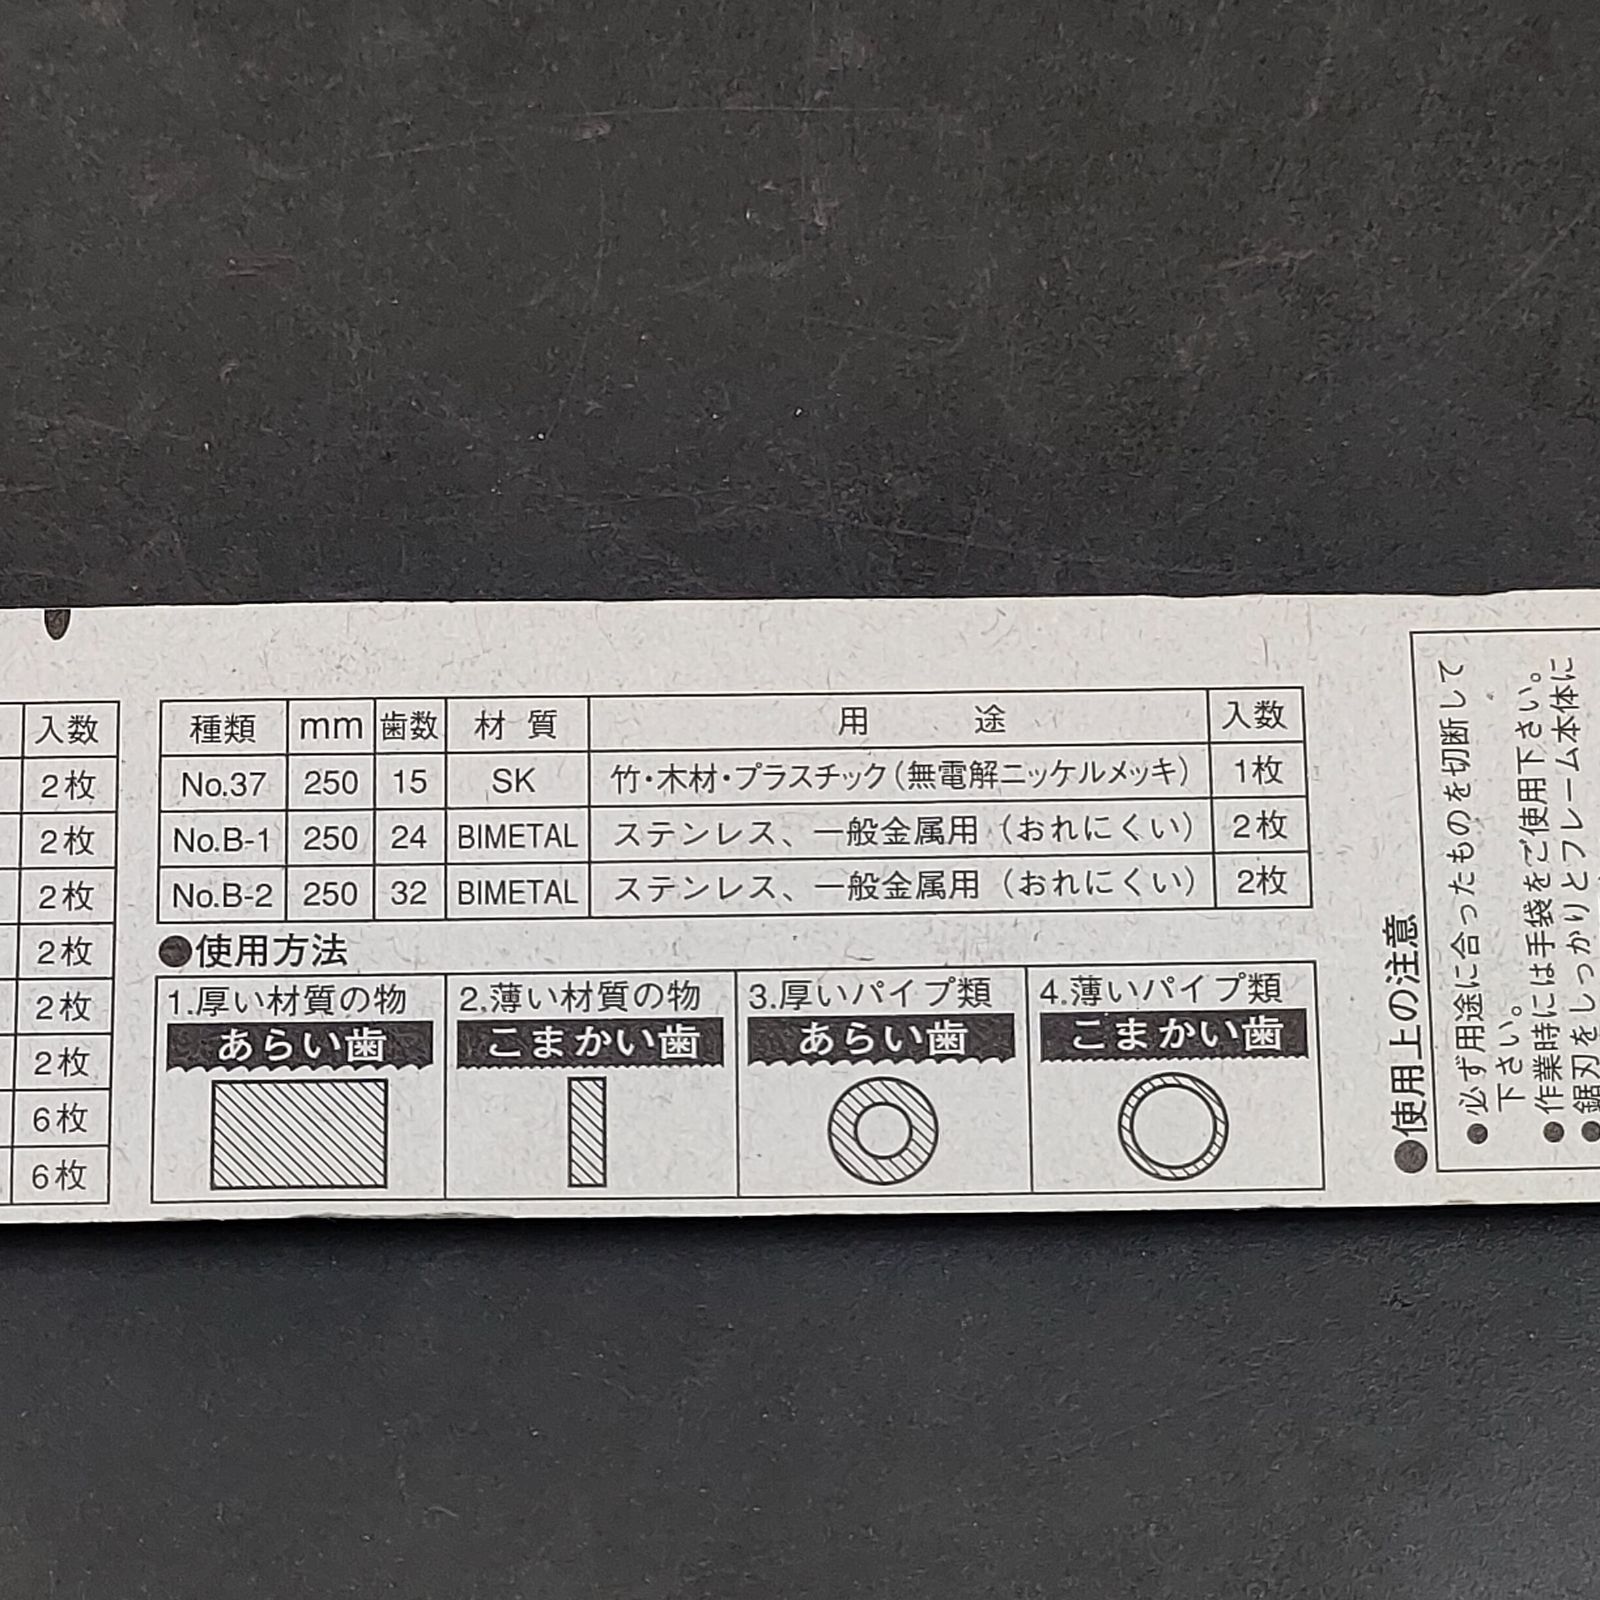 入数
2枚
2枚
2枚
2枚
2枚
2枚
6枚
6枚
種類 mm 歯数 材質 用途 入数
No.37 250 15 SK 竹・木材・プラスチック(無電解ニッケルメッキ) 1枚
No.B-1 250 24 BIMETAL ステンレス、一般金属用(おれにくい) 2枚
No.B-2 250 32 BIMETAL ステンレス、一般金属用(おれにくい) 2枚
●使用方法
1.厚い材質の物
あらい歯
2.薄い材質の物
こまかい歯
3.厚いパイプ類
あらい歯
4.薄いパイプ類
こまかい歯
●使用上の注意
●必ず用途に合ったものを切断して
下さい。
●作業時には手袋をご使用下さい。
●鋸刃をしっかりとフレーム本体に